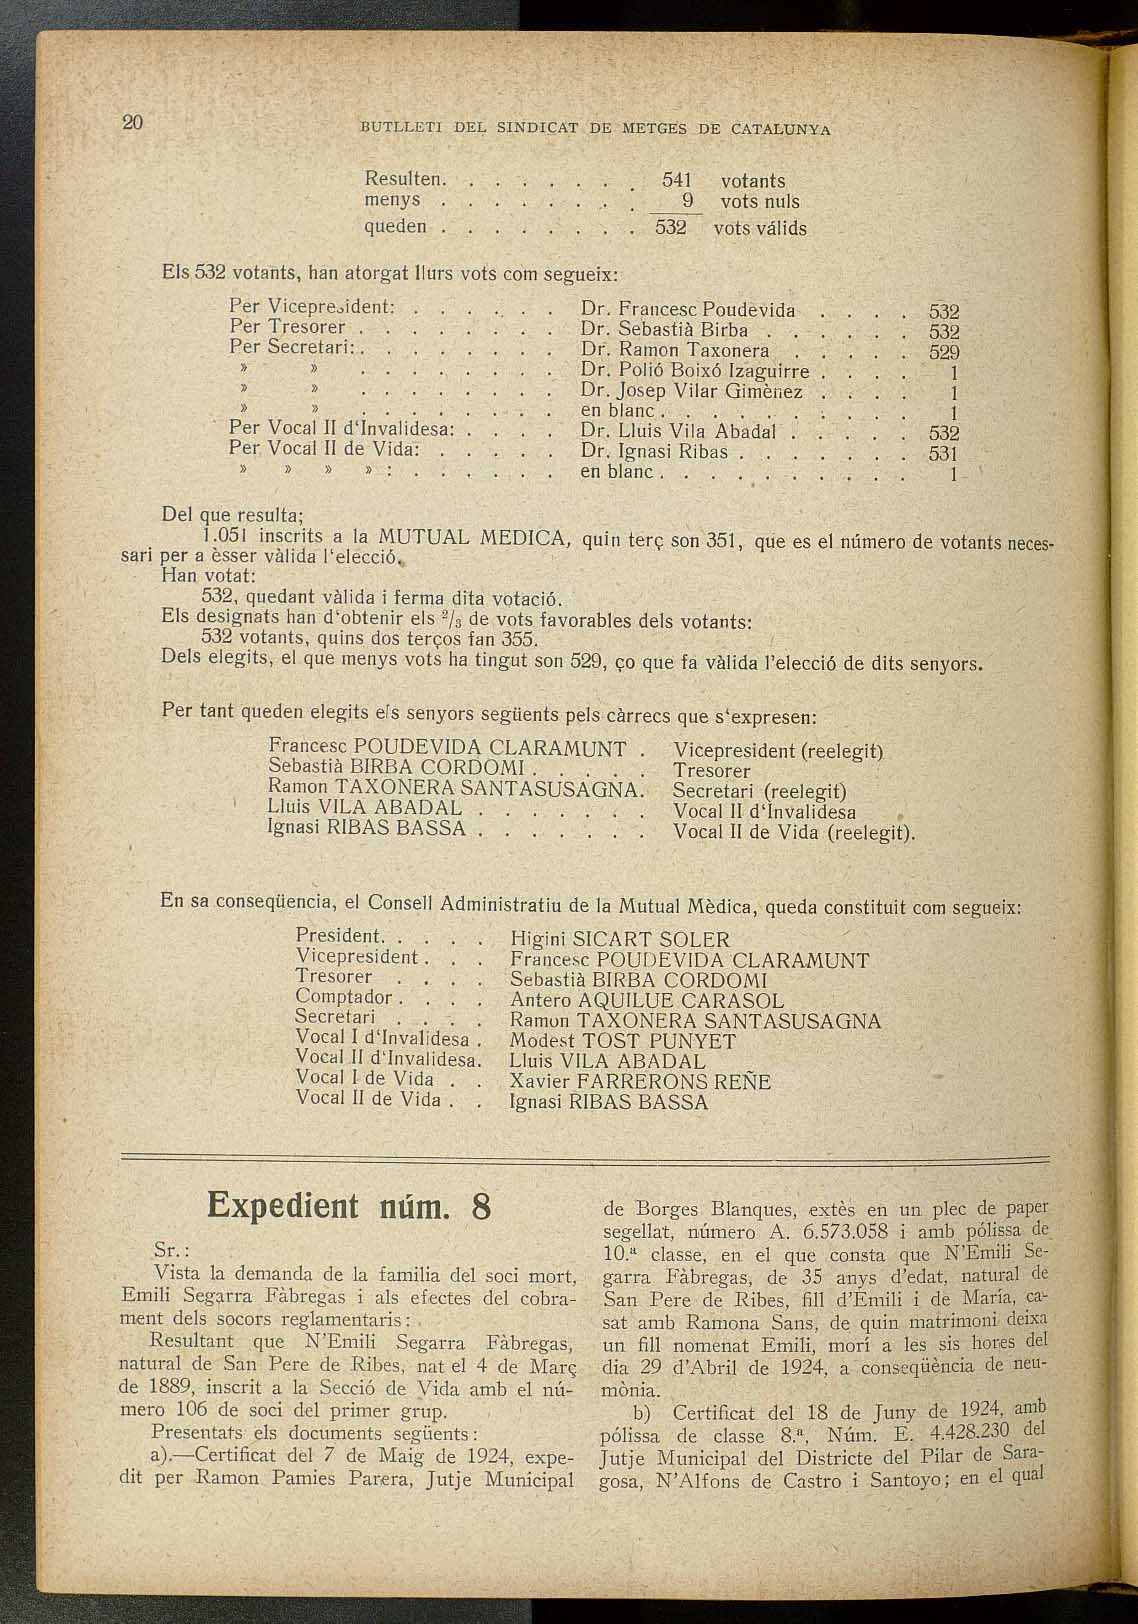 20
BUTLLETI DEL SINDICAT DE METGES DE CATALUNYA
Resulten. . . . . . . . 541 votants
menys . . . . . . . . 9 vots nuls
queden . . . . . . . . 532 vots válids
Els 532 votants, han atorgat llurs vots com segueix:
Per Vicepresident: . . . . . . Dr. Francesc Poudevida . . . . 532
Per Tresorer . . . . . . . . Dr. Sebastià Birba . . . . . . 532
Per Secretari: . . . . . . . . Dr. Ramon Taxonera . . . . . 529
» » . . . . . . . . Dr. Polió Boixó Izaguirre . . . . 1
» » . . . . . . . . Dr. Josep Vilar Gimènez . . . . 1
» » . . . . . . . . en blanc . . . . . . . . . . 1
Per Vocal II d'Invalidesa: . . . . Dr. Lluis Vila Abadal . . . . . 532
Per Vocal II de Vida: . . . . . Dr. Ignasi Ribas . . . . . . . 531
» » » » : . . . . . . en blanc . . . . . . . . . . 1
Del que resulta;
1.051 inscrits a la MUTUAL MEDICA, quin terç son 351, que es el número de votants neces-
sari per a èsser vàlida l'elecció.
Han votat:
532, quedant vàlida i ferma dita votació.
Els designats han d'obtenir els 2/3 de vots favorables dels votants:
532 votants, quins dos terços fan 355.
Dels elegits, el que menys vots ha tingut son 529, ço que fa vàlida l'elecció de dits senyors.
Per tant queden elegits els senyors següents pels càrrecs que s'expresen:
Francesc POUDEVIDA CLARAMUNT . Vicepresident (reelegit)
Sebastià BIRBA CORDOMI . . . . . Tresorer
Ramon TAXONERA SANTASUSAGNA. Secretari (reelegit)
Lluis VILA ABADAL . . . . . . . Vocal II d'Invalidesa
Ignasi RIBAS BASSA . . . . . . . Vocal II de Vida (reelegit).
En sa conseqüencia, el Consell Administratiu de la Mutual Mèdica, queda constituit com segueix:
President. . . . . Higini SICART SOLER
Vicepresident . . . Francesc POUDEVIDA CLARAMUNT
Tresorer . . . . Sebastià BIRBA CORDOMI
Comptador . . . . Antero AQUILUE CARASOL
Secretari . . . . Ramon TAXONERA SANTASUSAGNA
Vocal I d'Invalidesa . Modest TOST PUNYET
Vocal II d'Invalidesa. Lluis VILA ABADAL
Vocal I de Vida . . Xavier FARRERONS REÑE
Vocal II de Vida . . Ignasi RIBAS BASSA
Expedient núm. 8
Sr.:
Vista la demanda de la familia del soci mort,
Emili Segarra Fàbregas i als efectes del cobra-
ment dels socors reglamentaris:
Resultant que N'Emili Segarra Fàbregas,
natural de San Pere de Ribes, nat el 4 de Març
de 1889, inscrit a la Secció de Vida amb el nú-
mero 106 de soci del primer grup.
Presentats els documents següents:
a).—Certificat del 7 de Maig de 1924, expe-
dit per Ramon Pamies Parera, Jutje Municipal
de Borges Blanques, extès en un plec de paper
segellat, número A. 6.573.058 i amb pólissa de
10.ª classe, en el que consta que N'Emili Se-
garra Fàbregas, de 35 anys d'edat, natural de
San Pere de Ribes, fill d'Emili i de María, ca-
sat amb Ramona Sans, de quin matrimoni deixa
un fill nomenat Emili, morí a les sis hores del
dia 29 d'Abril de 1924, a conseqüència de neu-
mònia.
b) Certificat del 18 de Juny de 1924, amb
pólissa de classe 8.ª, Núm. E. 4.428.230 del
Jutje Municipal del Districte del Pilar de Sara-
gosa, N'Alfons de Castro i Santoyo; en el qual